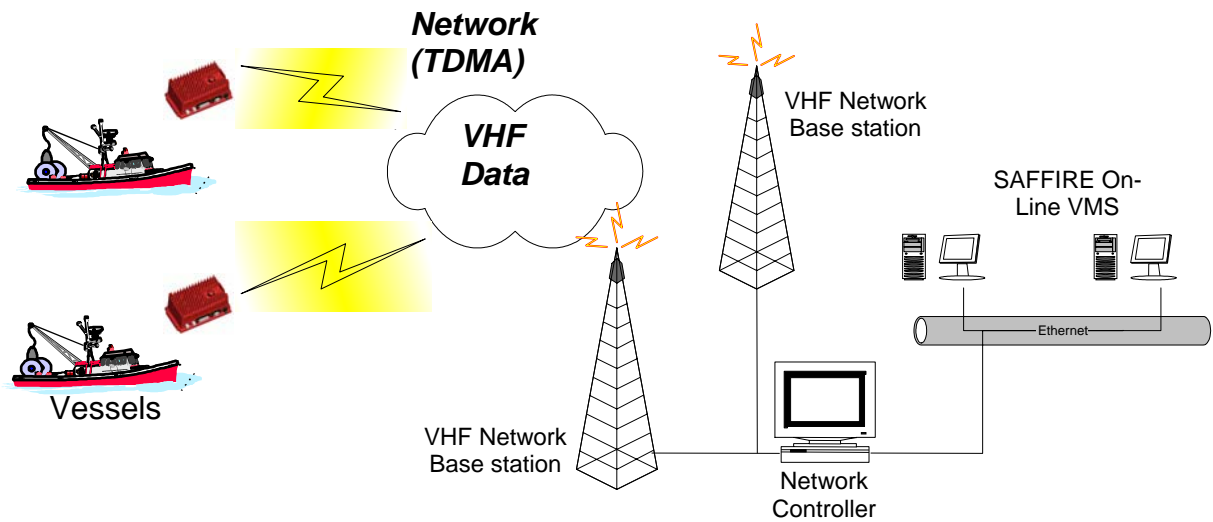 Network
(TDMA)
VHF
Data
VHF Network
Base station
SAFFIRE On-
Line VMS
Ethernet
Vessels
VHF Network
Base station
Network
Controller